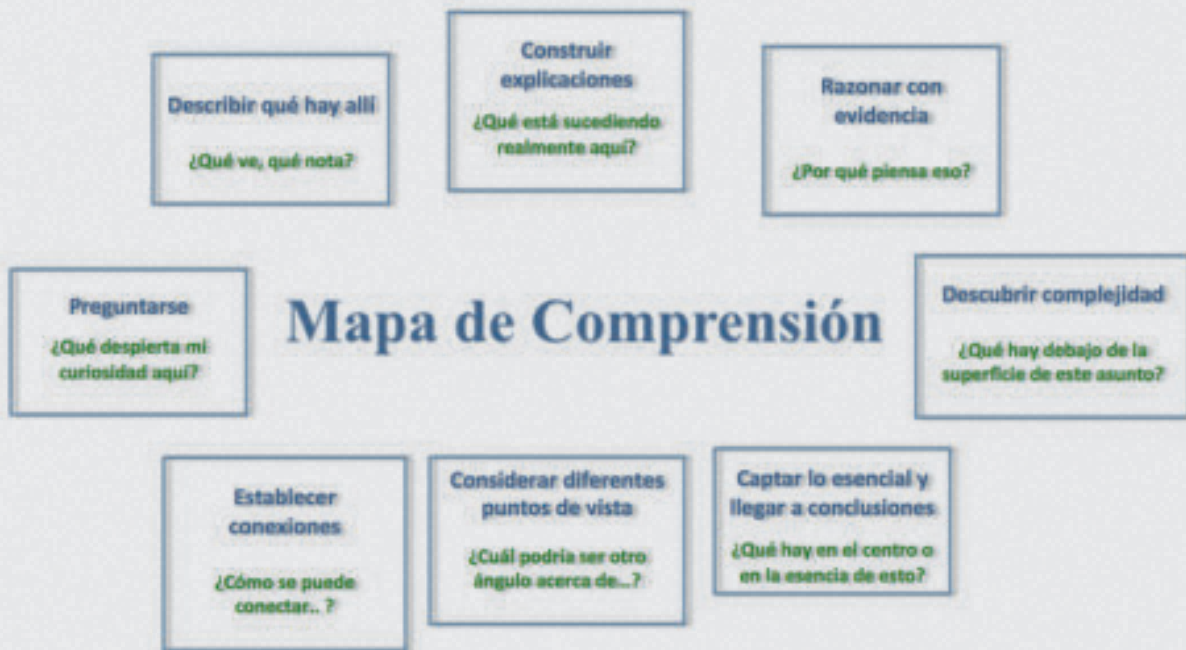 Construir
explicaciones
¿Qué está sucediendo
realmente aquí?
Describir qué hay allí
¿Qué ve, qué nota?
Razonar con
evidencia
¿Por qué piensa eso?
Preguntarse
¿Qué despierta mi
curiosidad aquí?
Mapa de Comprensión
Descubrir complejidad
¿Qué hay debajo de la
superficie de este asunto?
Establecer
conexiones
¿Cómo se puede
conectar.. ?
Considerar diferentes
puntos de vista
¿Cuál podría ser otro
ángulo acerca de...?
Captar lo esencial y
llegar a conclusiones
¿Qué hay en el centro o
en la esencia de esto?